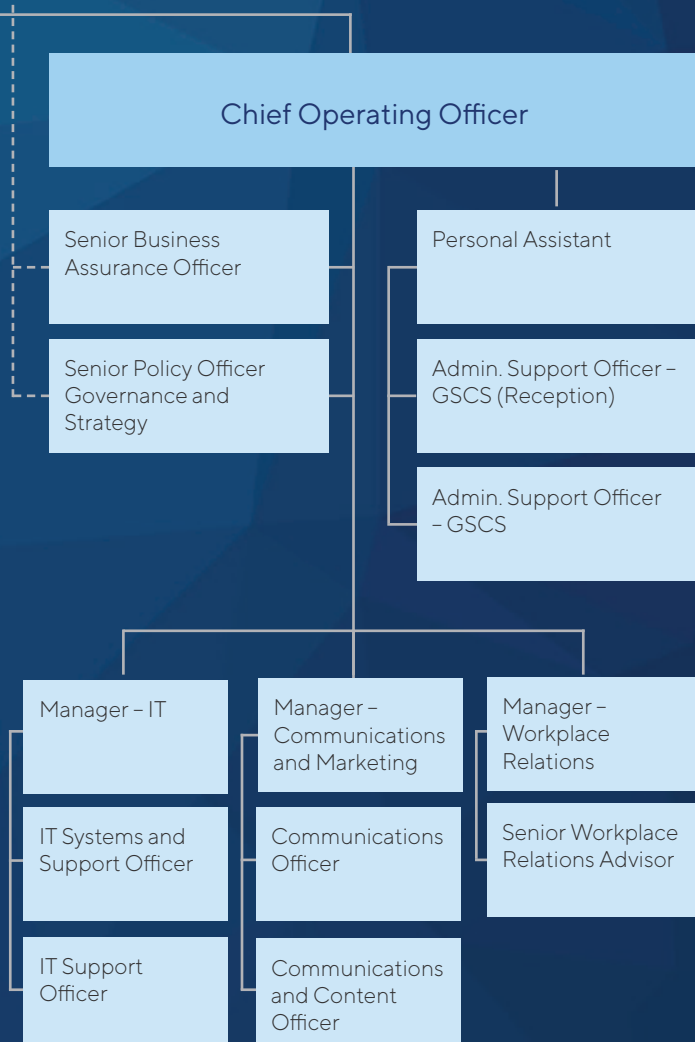 Chief Operating Officer
Senior Business
Assurance Officer
Personal Assistant
Senior Policy Officer
Governance and
Strategy
Admin. Support Officer –
GSCS (Reception)
Admin. Support Officer
– GSCS
Manager – IT
Manager –
Communications
and Marketing
Manager –
Workplace
Relations
IT Systems and
Support Officer
Communications
Officer
Senior Workplace
Relations Advisor
IT Support
Officer
Communications
and Content
Officer